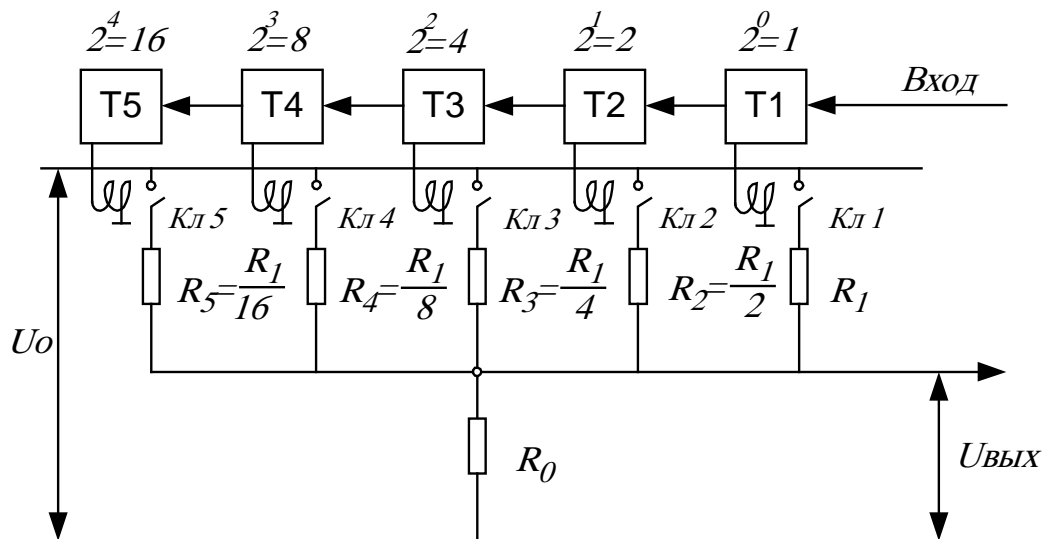 2⁴=16 2³=8 2²=4 2¹=2 2⁰=1
T5 T4 T3 T2 T1 Вход
Кл 5 Кл 4 Кл 3 Кл 2 Кл 1
R₅=R₁/16 R₄=R₁/8 R₃=R₁/4 R₂=R₁/2 R₁
Uo
R₀ Uвых